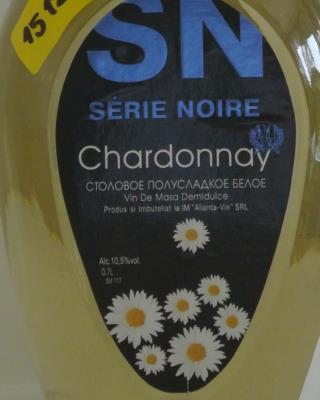 SN
SÉRIE NOIRE
Chardonnay
СТОЛОВОЕ ПОЛУСЛАДКОЕ БЕЛОЕ
Vin De Masa Demidulce
Produs si Imbuteliat la IM "Alianta-Vin" SRL
Alc.10,5%vol.
0,7L